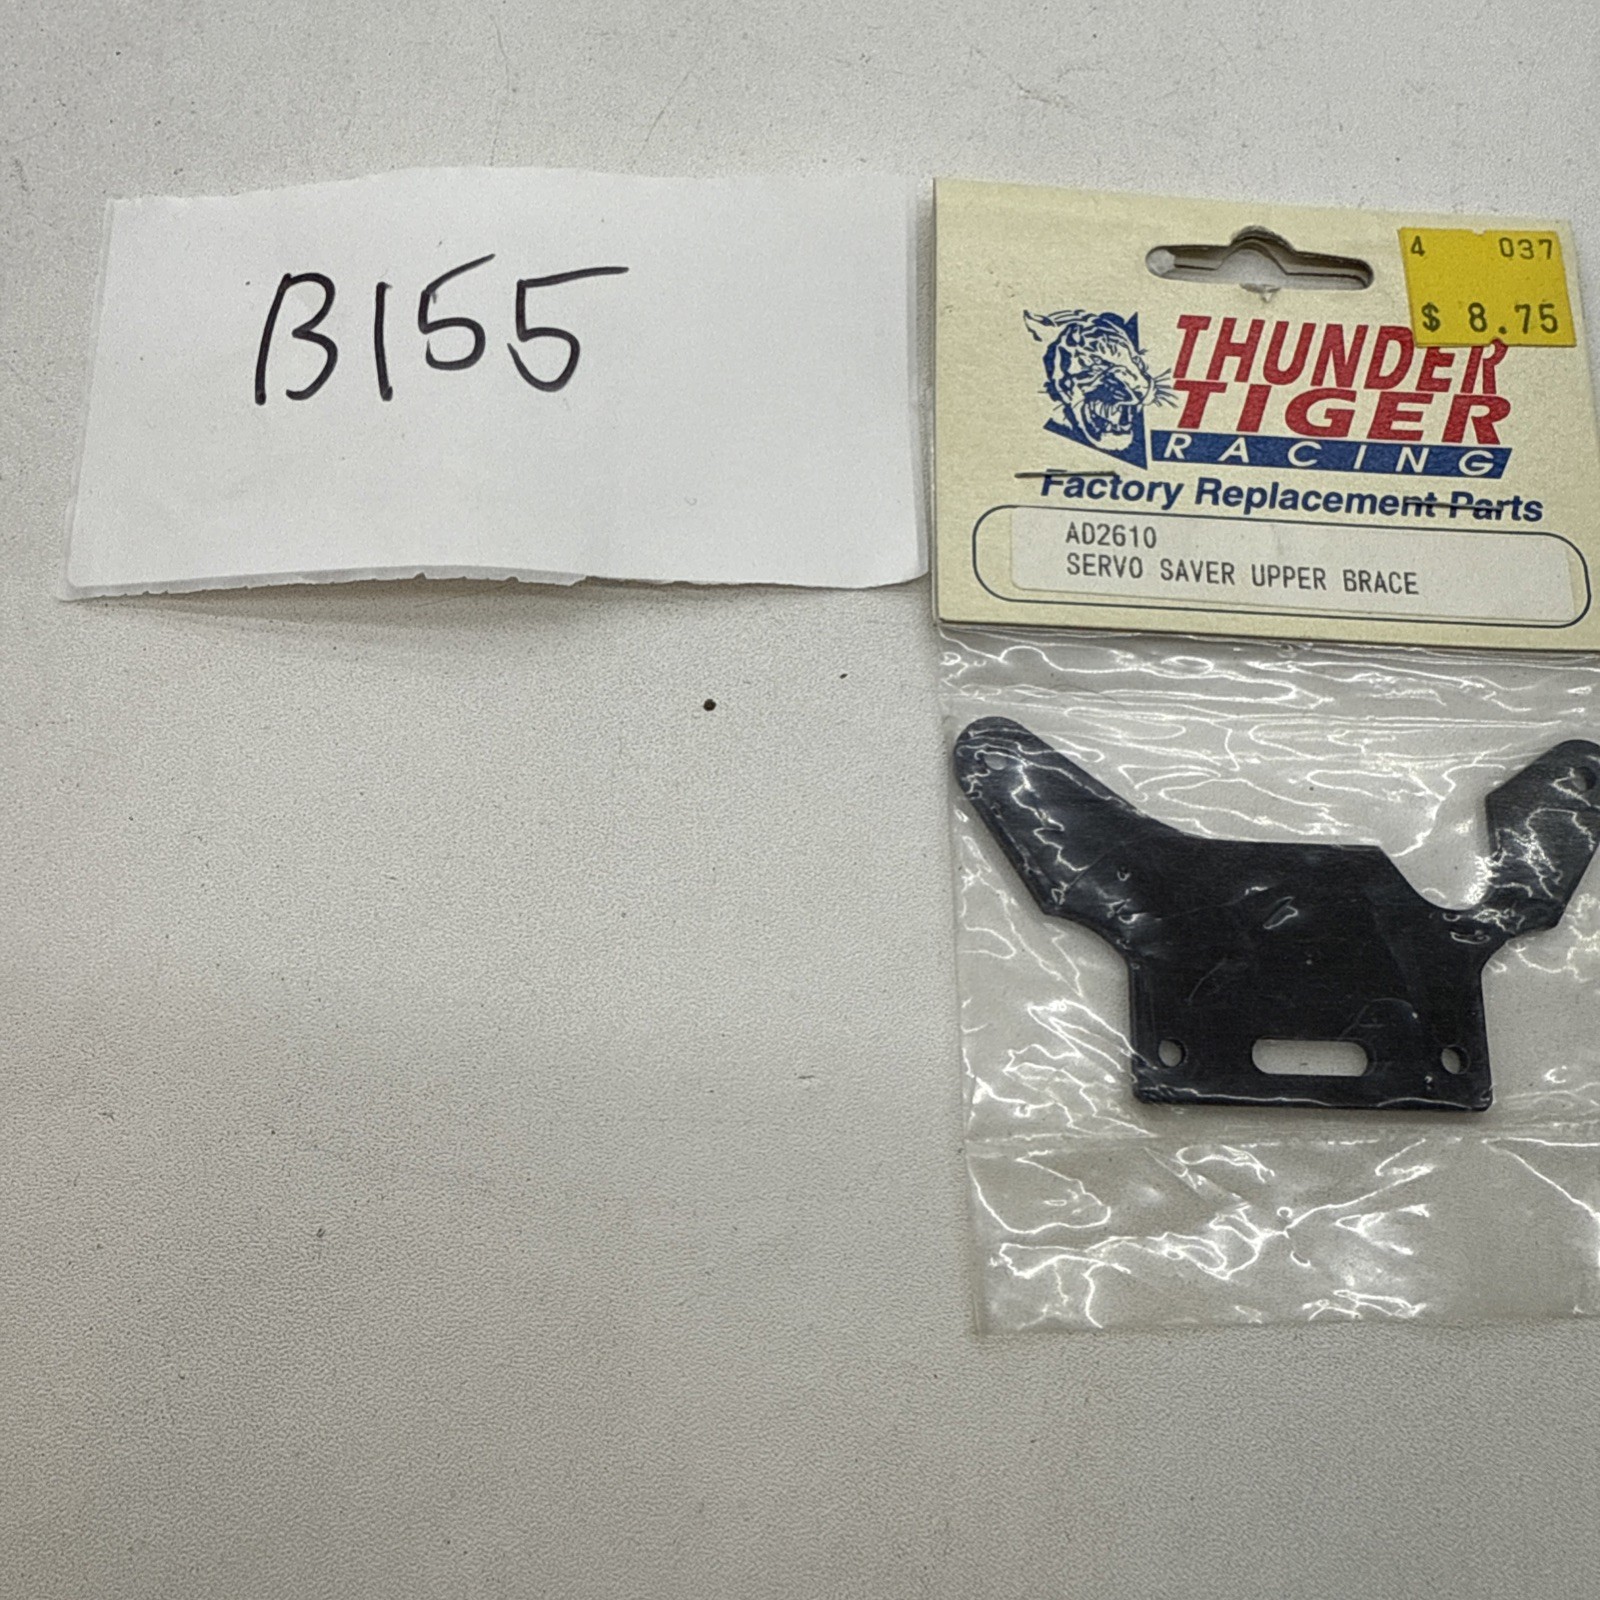 B155
4 037
$ 8.75
THUNDER
TIGER
RACING
Factory Replacement Parts
AD2610
SERVO SAVER UPPER BRACE